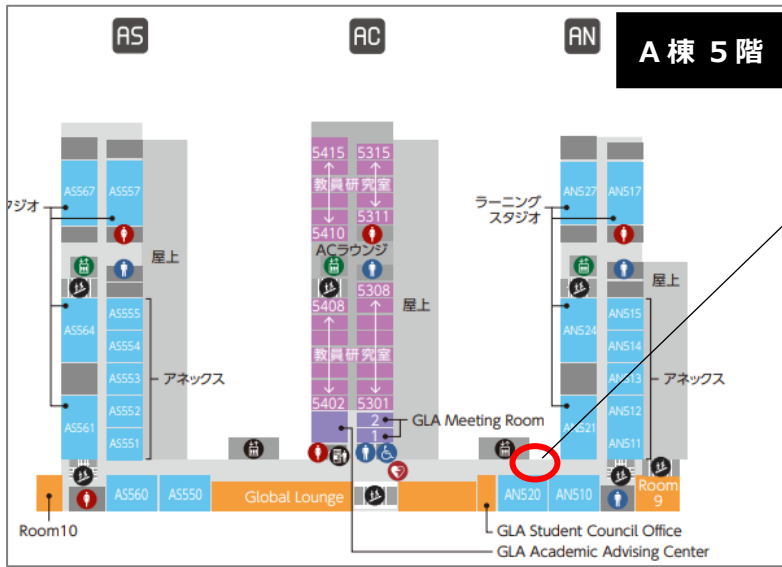 AS
AC
AN
A棟 5階
5415
5315
教員研究室
5311
5410
ACラウンジ
AS567
AS557
タジオ
屋上
ラーニング
スタジオ
AN527
AN517
屋上
5308
5408
屋上
教員研究室
5402
5301
2
1
GLA Meeting Room
AS564
AS555
AS554
AS553
AS552
AS551
AS561
アネックス
AN524
AN515
AN514
AN513
AN512
AN511
AN521
アネックス
Room10
AS560
AS550
Global Lounge
AN520
AN510
Room
9
GLA Student Council Office
GLA Academic Advising Center